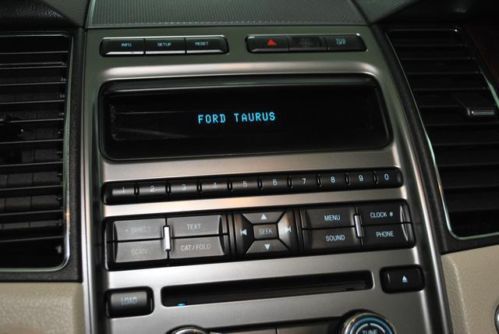 INFO SETUP RESET
FORD TAURUS
1 2 3 4 5 6 7 8 9 0
DIRECT TEXT MENU CLOCK #
SEEK
SCAN CAT/FOLD SOUND PHONE
LOAD